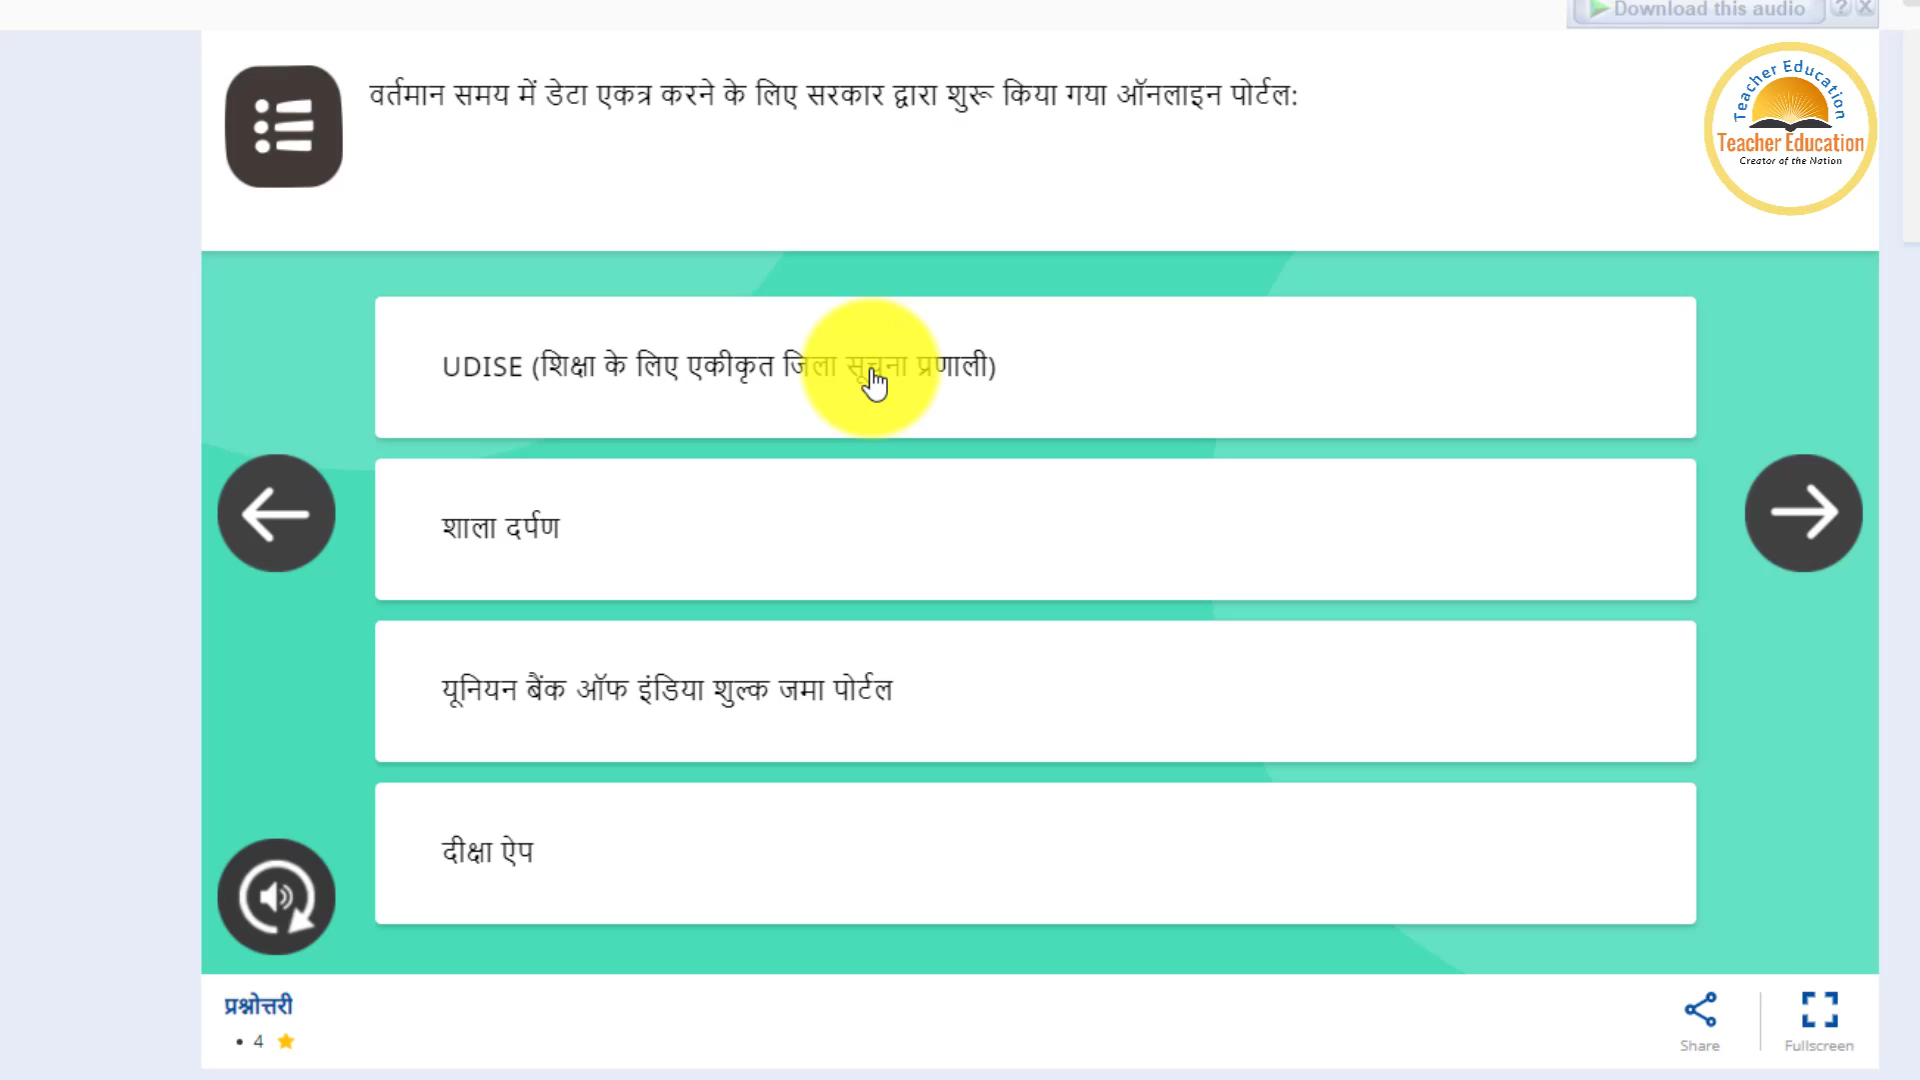 Download this audio
वर्तमान समय में डेटा एकत्र करने के लिए सरकार द्वारा शुरू किया गया ऑनलाइन पोर्टल:
Teacher Education
Teacher Education
Creator of the Nation
UDISE (शिक्षा के लिए एकीकृत जिला सूचना प्रणाली)
शाला दर्पण
यूनियन बैंक ऑफ इंडिया शुल्क जमा पोर्टल
दीक्षा ऐप
प्रश्नोत्तरी
• 4
Share
Fullscreen